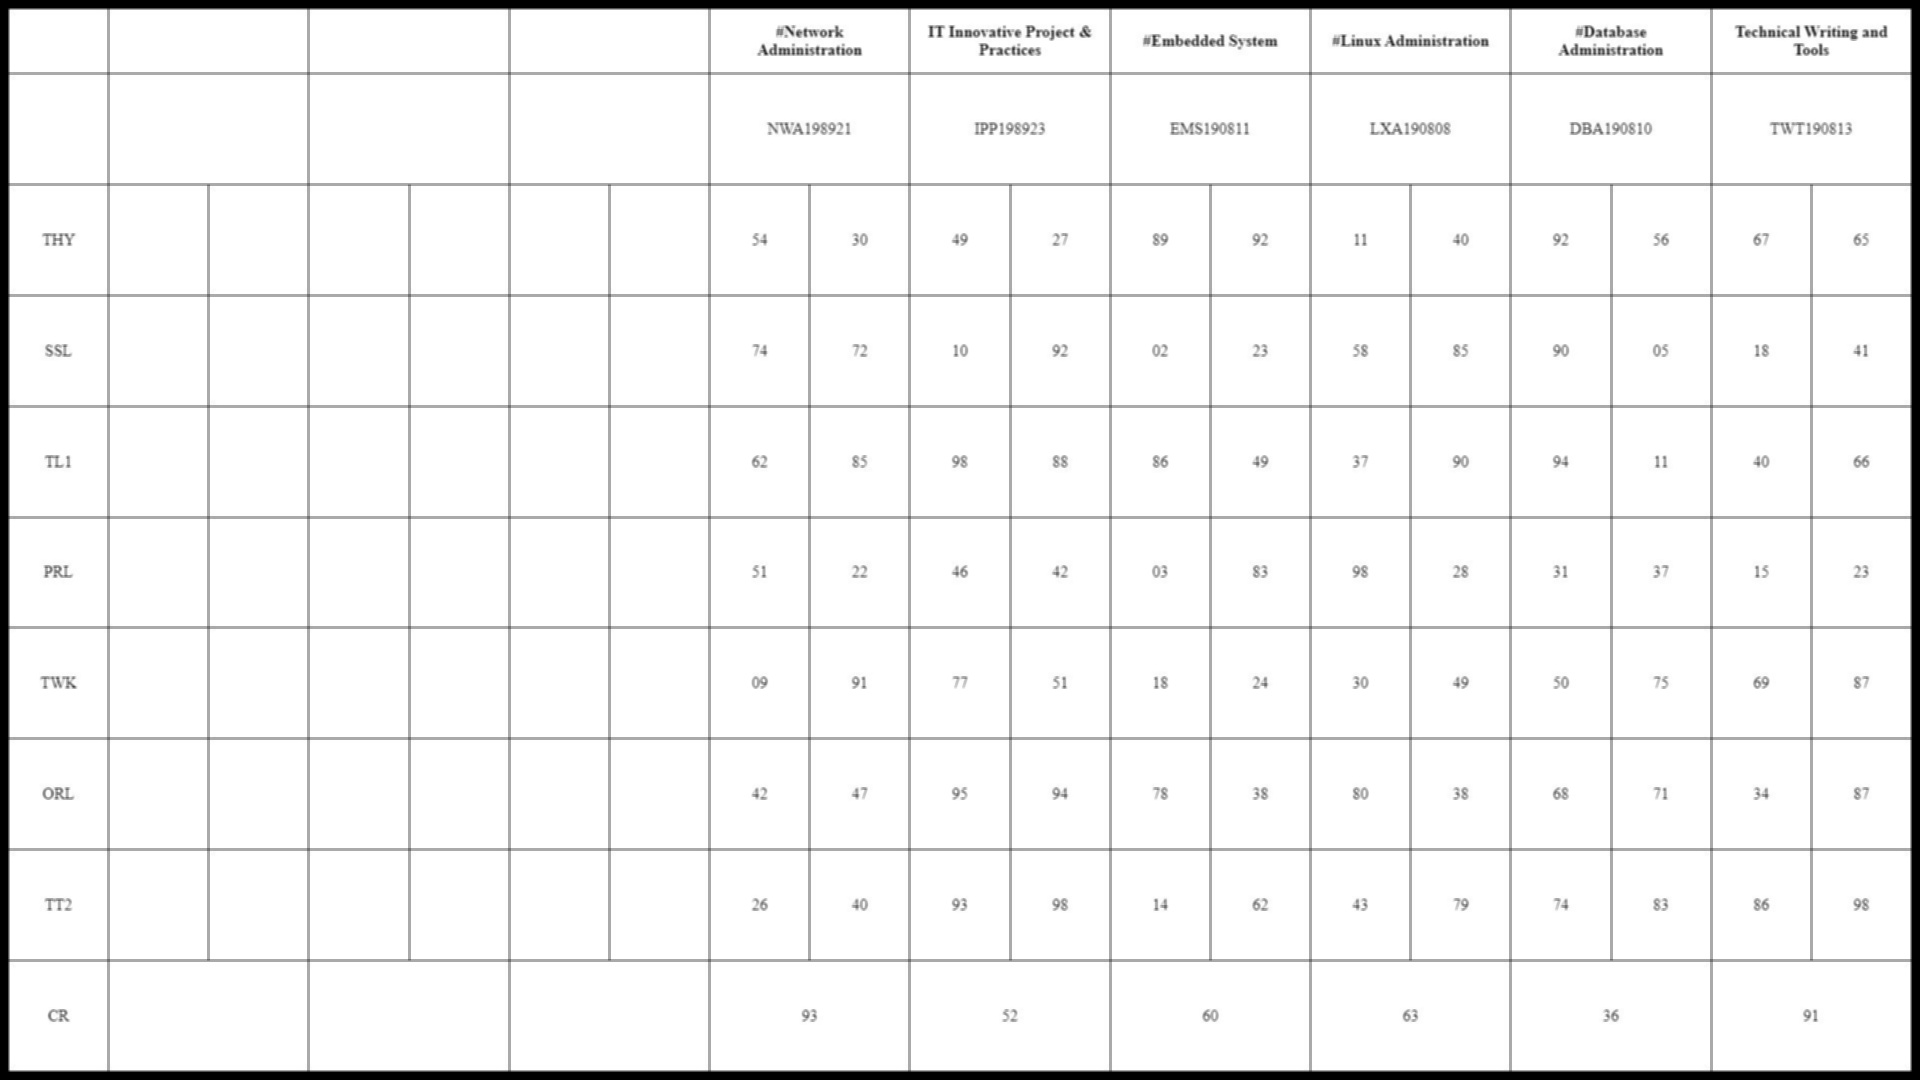 #Network Administration IT Innovative Project & Practices #Embedded System #Linux Administration #Database Administration Technical Writing and Tools
NWA198921 IPP198923 EMS190811 LXA190808 DBA190810 TWT190813
THY 54 30 49 27 89 92 11 40 92 56 67 65
SSL 74 72 10 92 02 23 58 85 90 05 18 41
TL1 62 85 98 88 86 49 37 90 94 11 40 66
PRL 51 22 46 42 03 83 98 28 31 37 15 23
TWK 09 91 77 51 18 24 30 49 50 75 69 87
ORL 42 47 95 94 78 38 80 38 68 71 34 87
TT2 26 40 93 98 14 62 43 79 74 83 86 98
CR 93 52 60 63 36 91